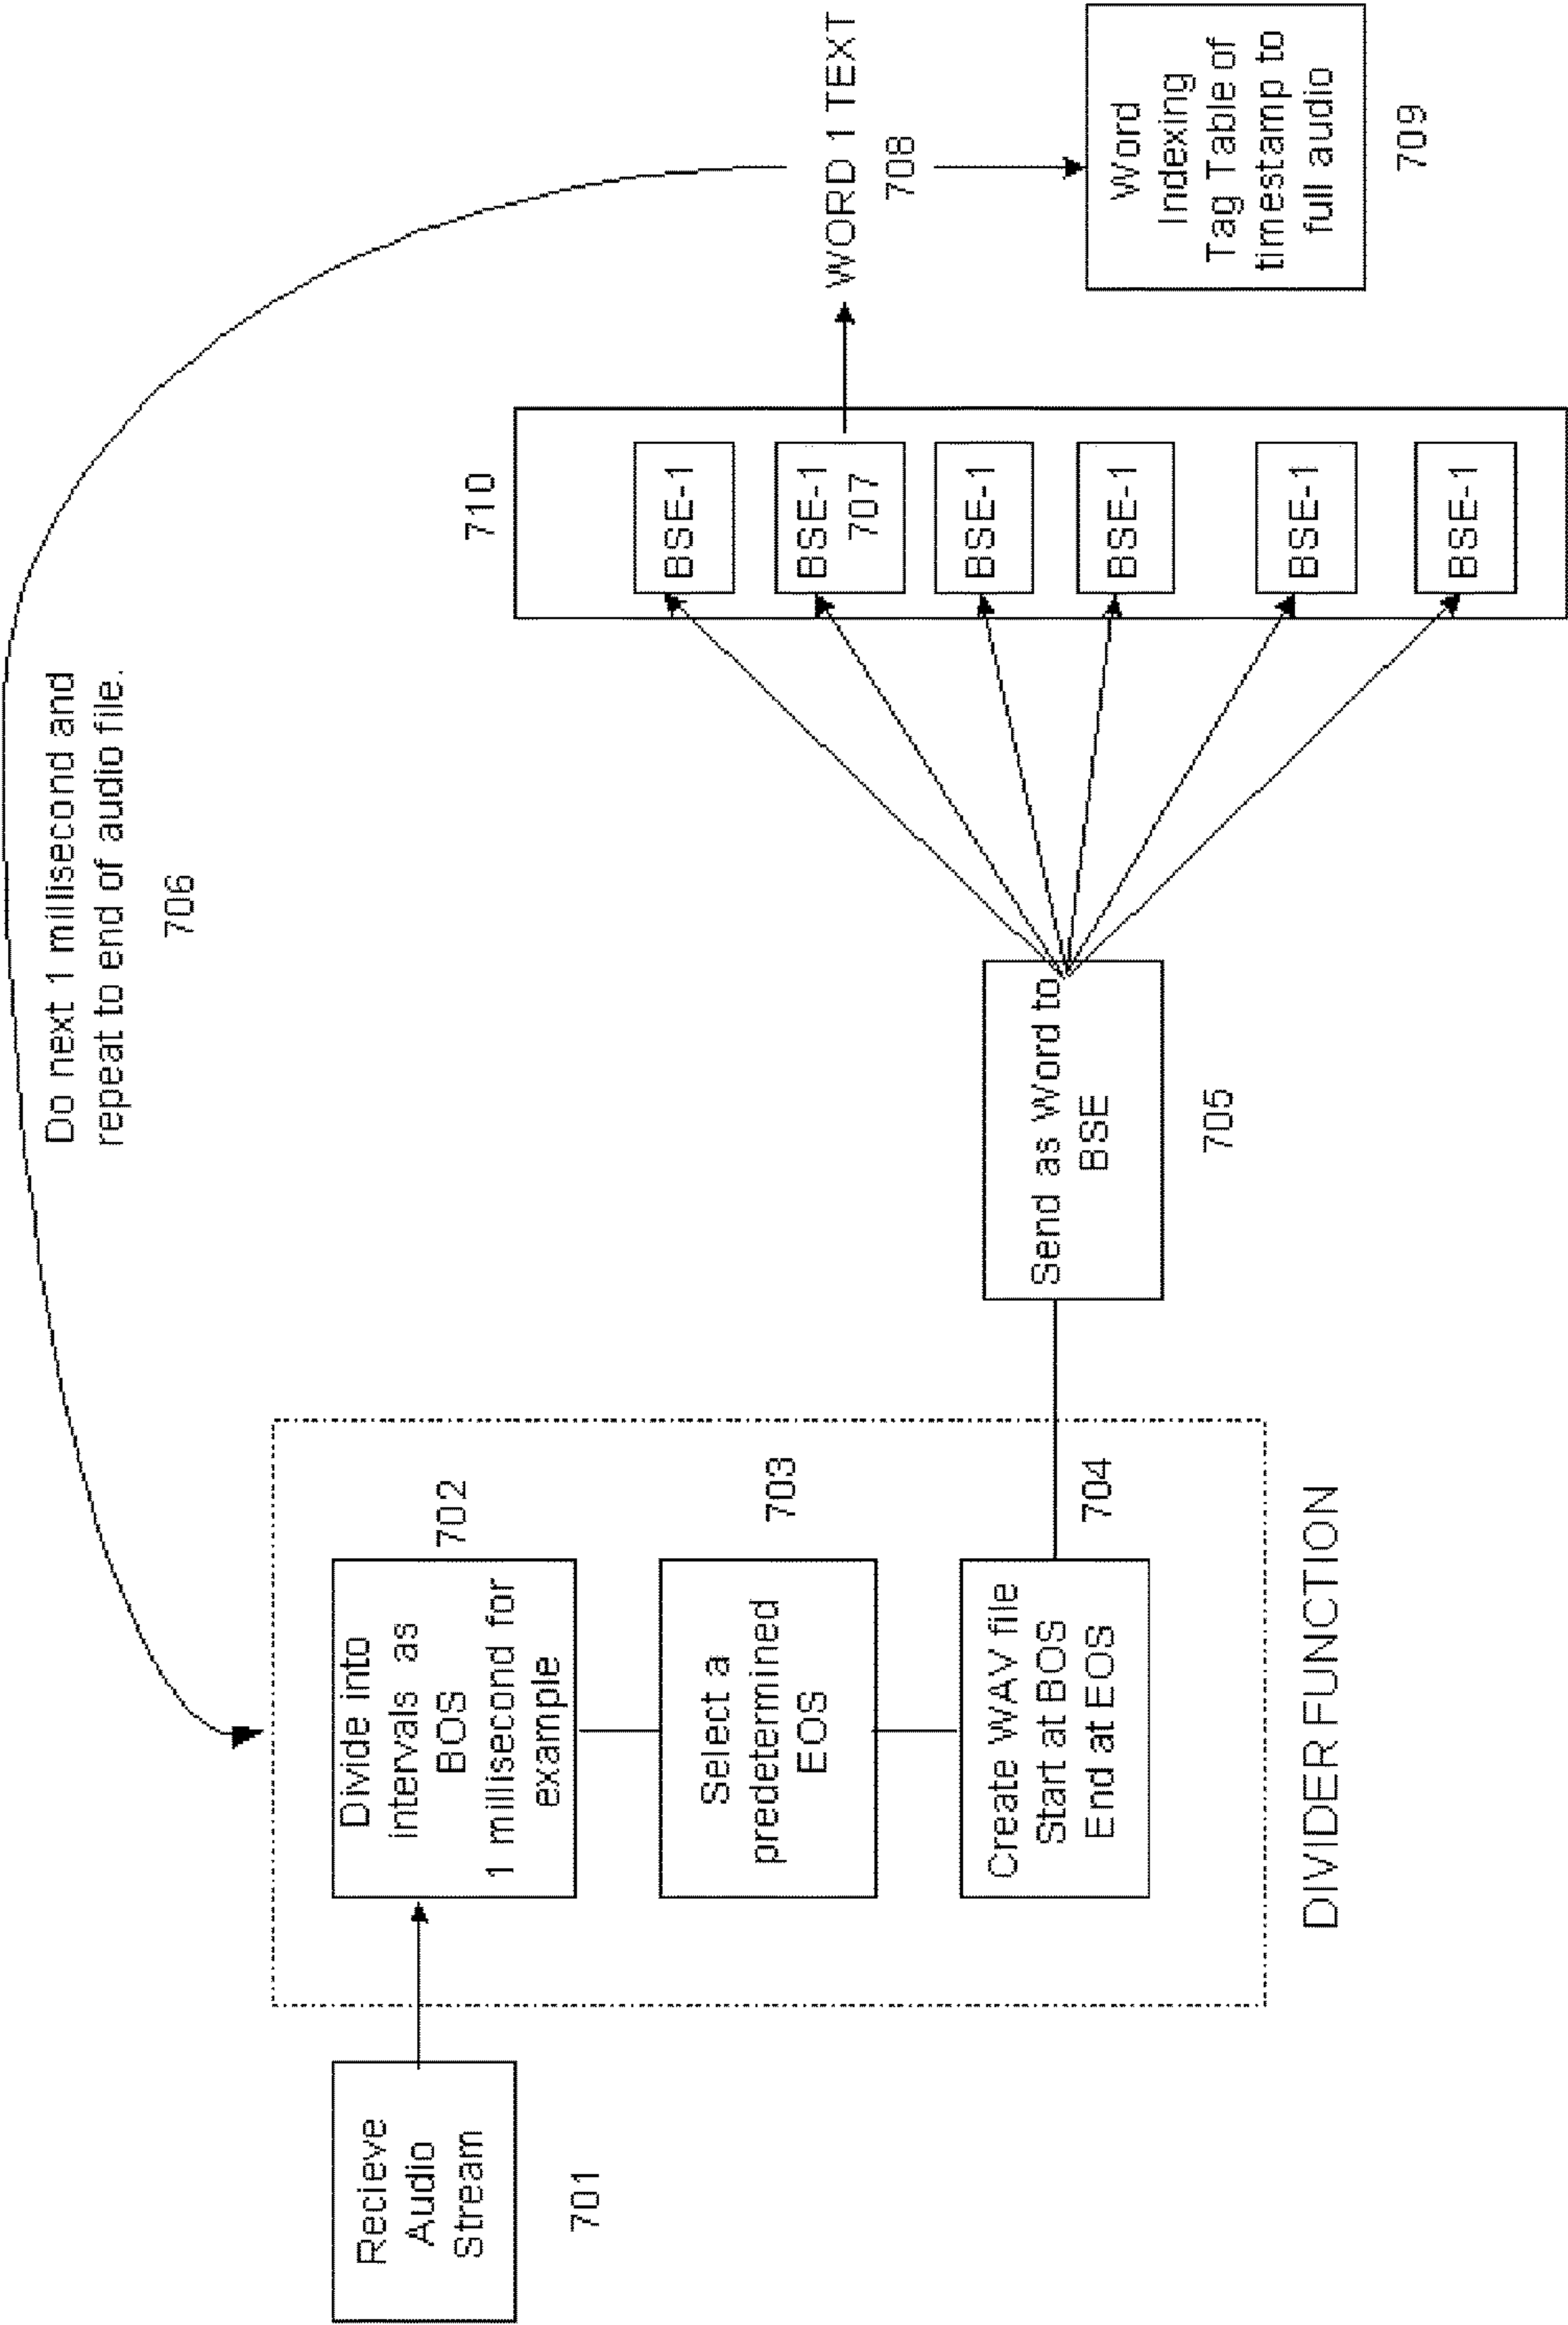 Do next 1 millisecond and
repeat to end of audio file.
706
Recieve
Audio
Stream
701
Divide into
intervals as
BOS
1 millisecond for
example
702
Select a
predetermined
EOS
703
Create WAV file
Start at BOS
End at EOS
704
DIVIDER FUNCTION
Send as Word to
BSE
705
710
BSE-1
BSE-1
707
BSE-1
BSE-1
BSE-1
BSE-1
WORD 1 TEXT
708
Word
Indexing
Tag Table of
timestamp to
full audio
709